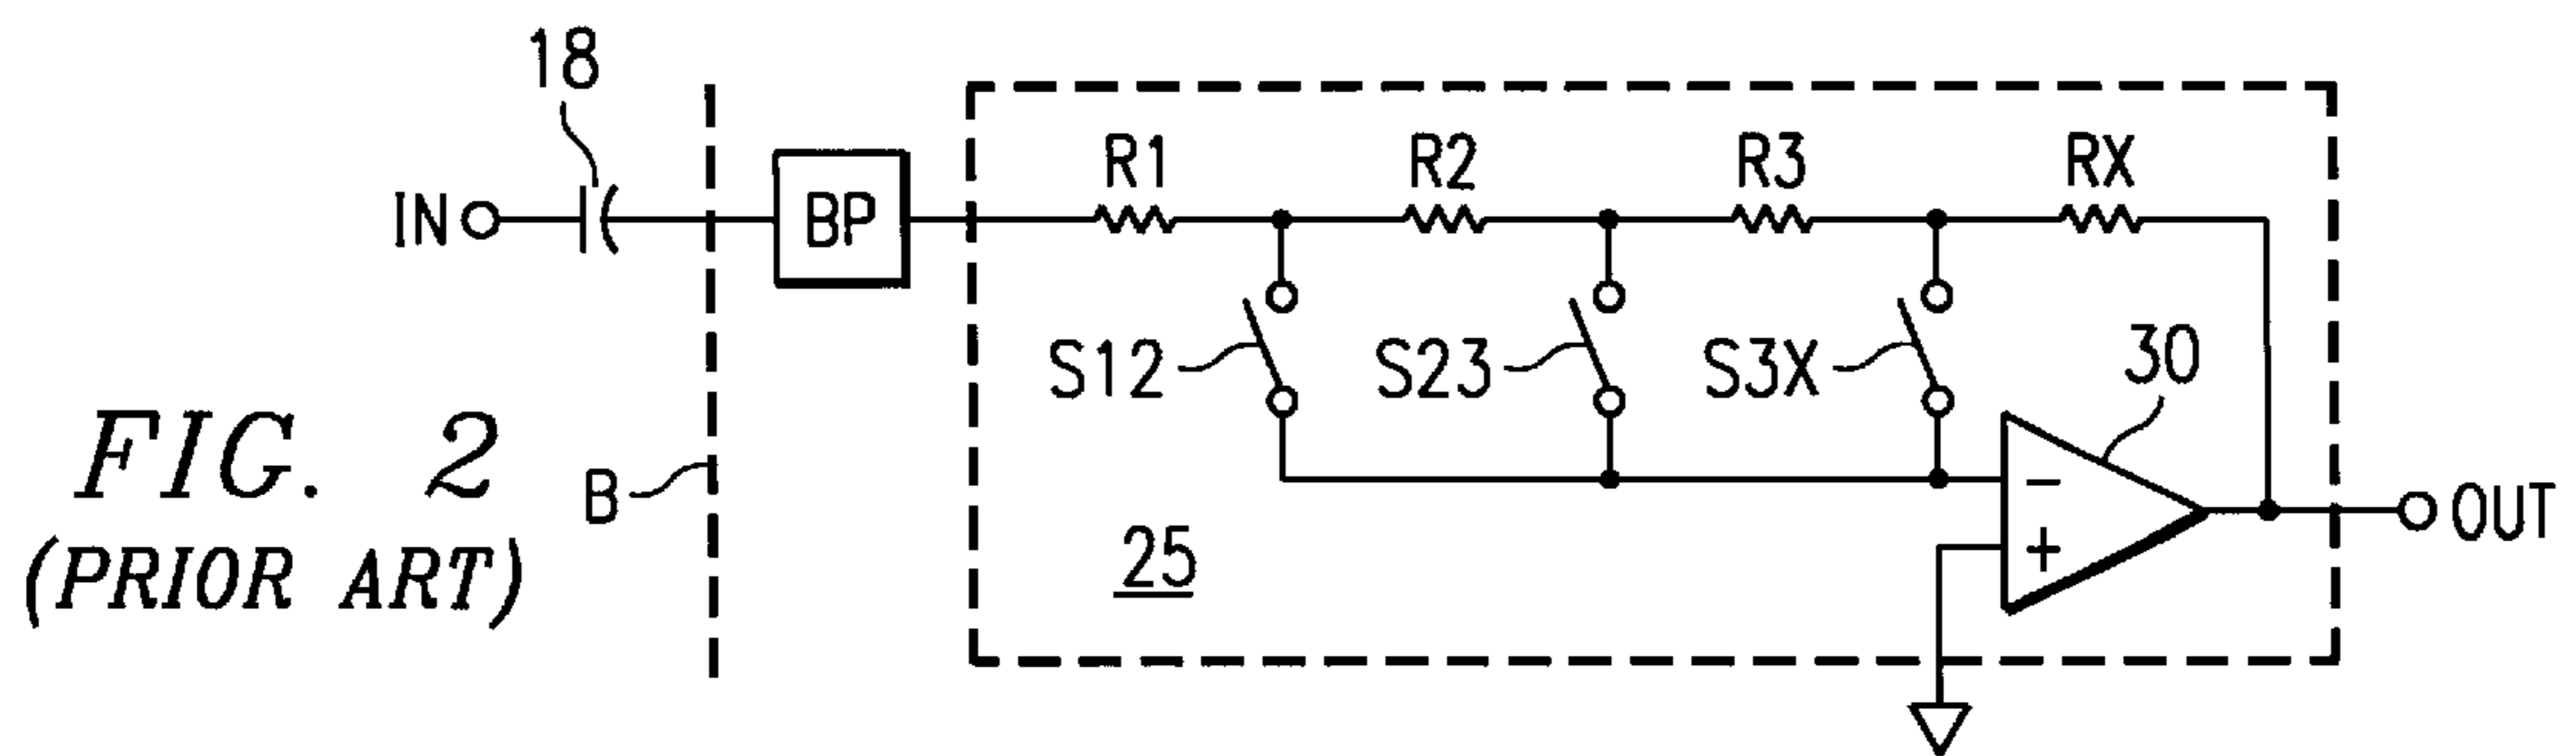 18
R1
R2
R3
RX
IN
BP
S12
S23
S3X
30
FIG. 2
B
-
+
OUT
25
(PRIOR ART)